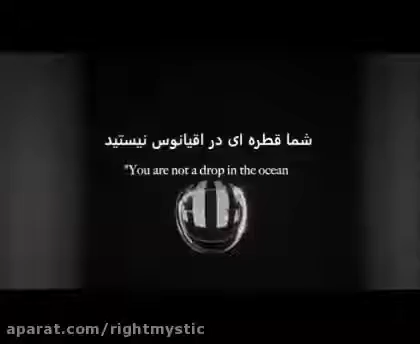 شما قطره ای در اقیانوس نیستید
"You are not a drop in the ocean
aparat.com/rightmystic